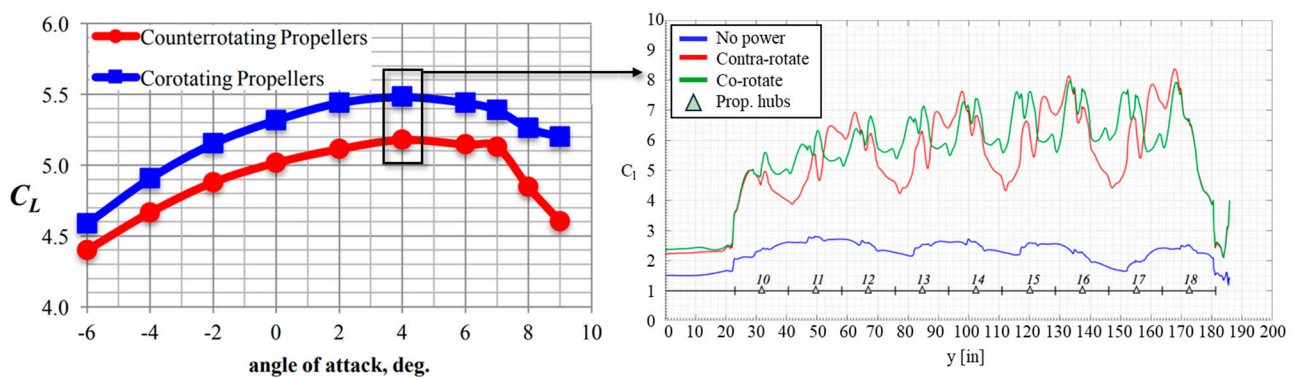 6.0
5.5
5.0
4.5
4.0
C_L
Counterrotating Propellers
Corotating Propellers
-6 -4 -2 0 2 4 6 8 10
angle of attack, deg.
10
9
8
7
6
5
4
3
2
1
0
C_l
No power
Contra-rotate
Co-rotate
Prop. hubs
10 11 12 13 14 15 16 17 18
0 10 20 30 40 50 60 70 80 90 100 110 120 130 140 150 160 170 180 190 200
y [in]